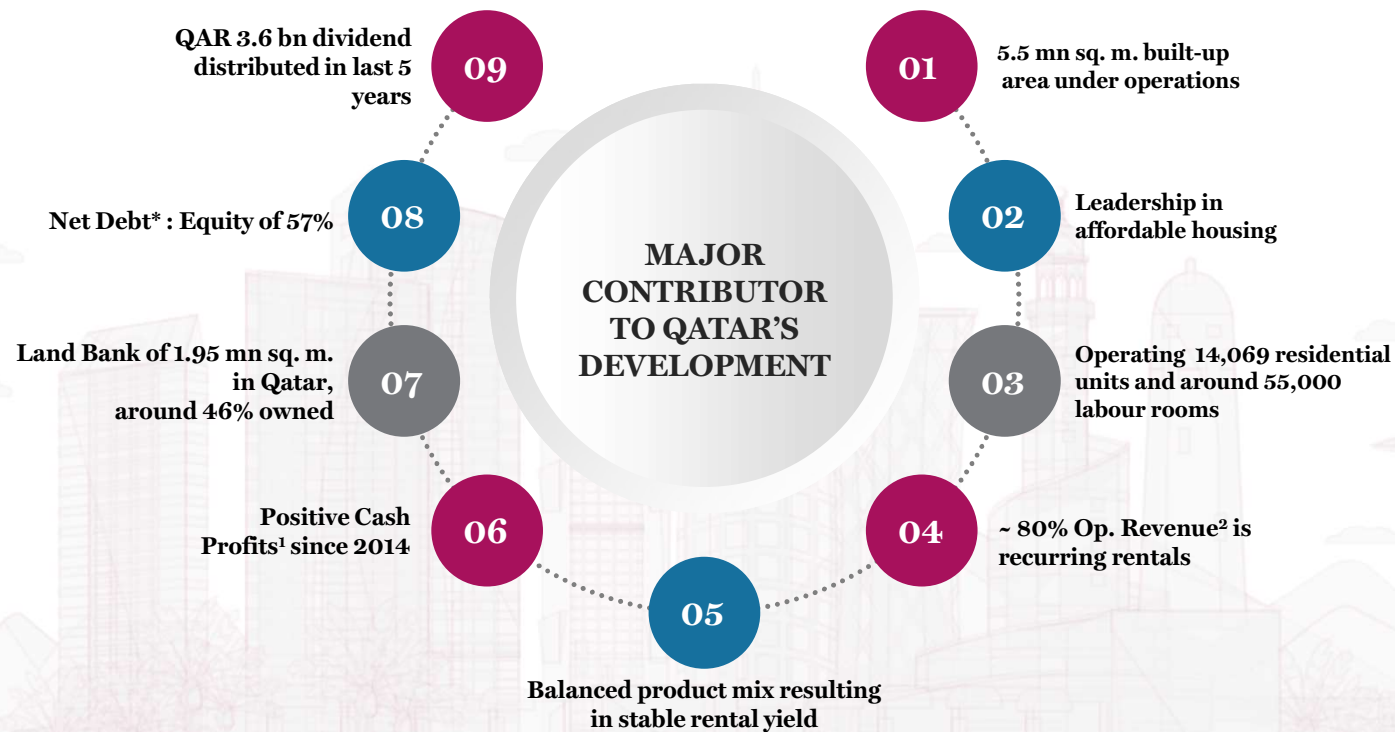 MAJOR
CONTRIBUTOR
TO QATAR'S
DEVELOPMENT
01
5.5 mn sq. m. built-up
area under operations
02
Leadership in
affordable housing
03
Operating 14,069 residential
units and around 55,000
labour rooms
04
~ 80% Op. Revenue² is
recurring rentals
05
Balanced product mix resulting
in stable rental yield
06
Positive Cash
Profits¹ since 2014
07
Land Bank of 1.95 mn sq. m.
in Qatar,
around 46% owned
08
Net Debt* : Equity of 57%
09
QAR 3.6 bn dividend
distributed in last 5
years